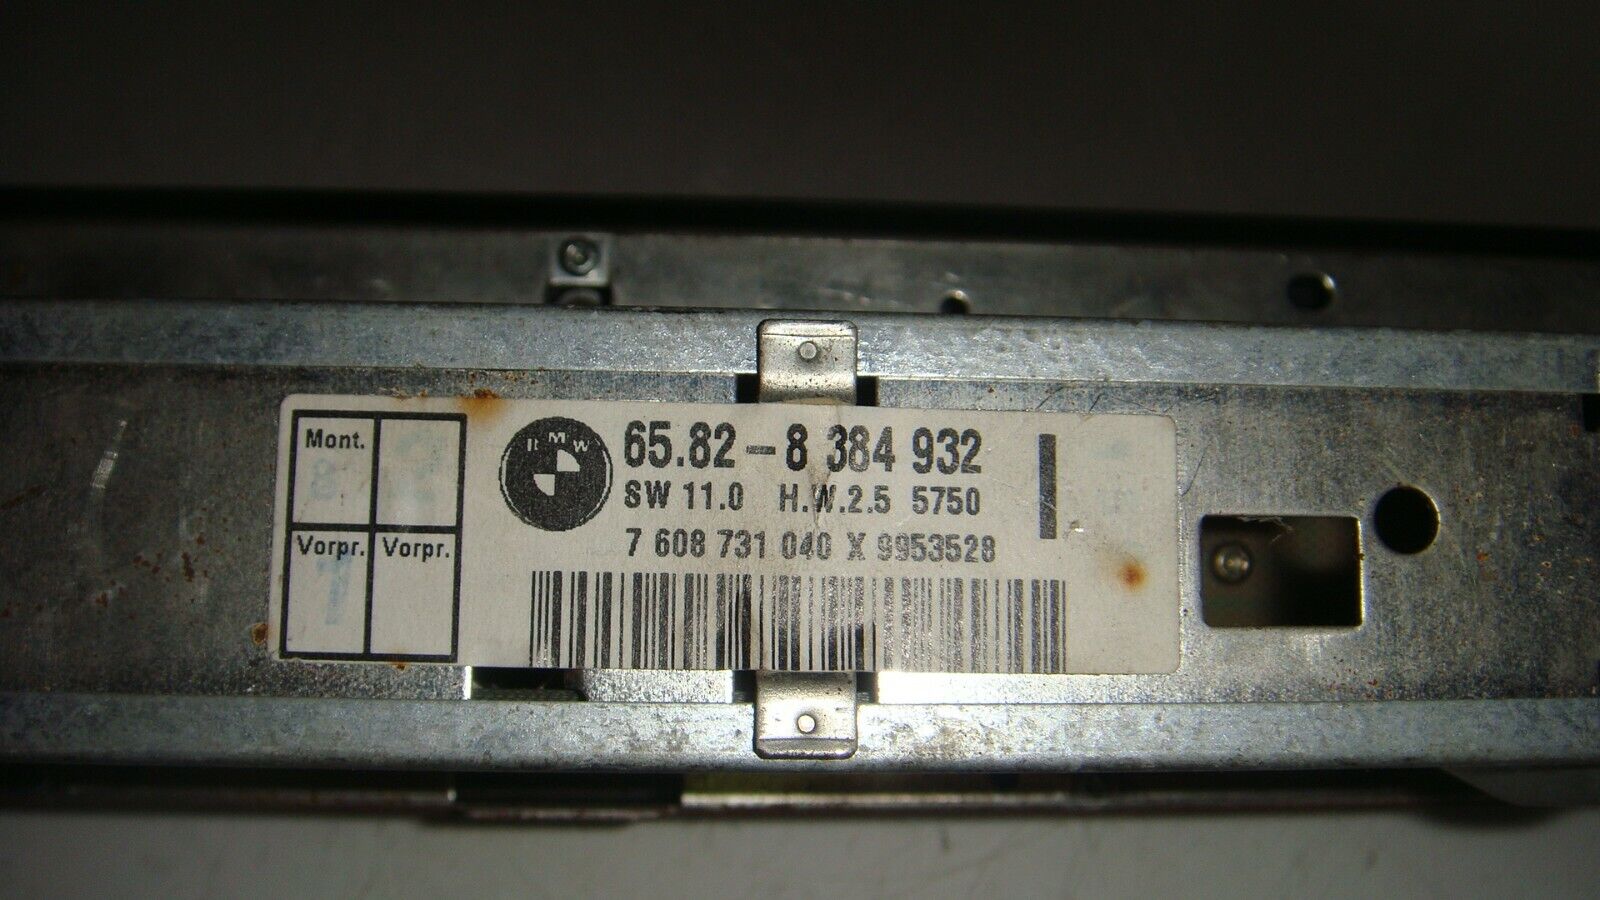 Mont.
Vorpr. Vorpr.
BMW
65.82-8 384 932
SW 11.0 H.W.2.5 5750
7 608 731 040 X 9953528